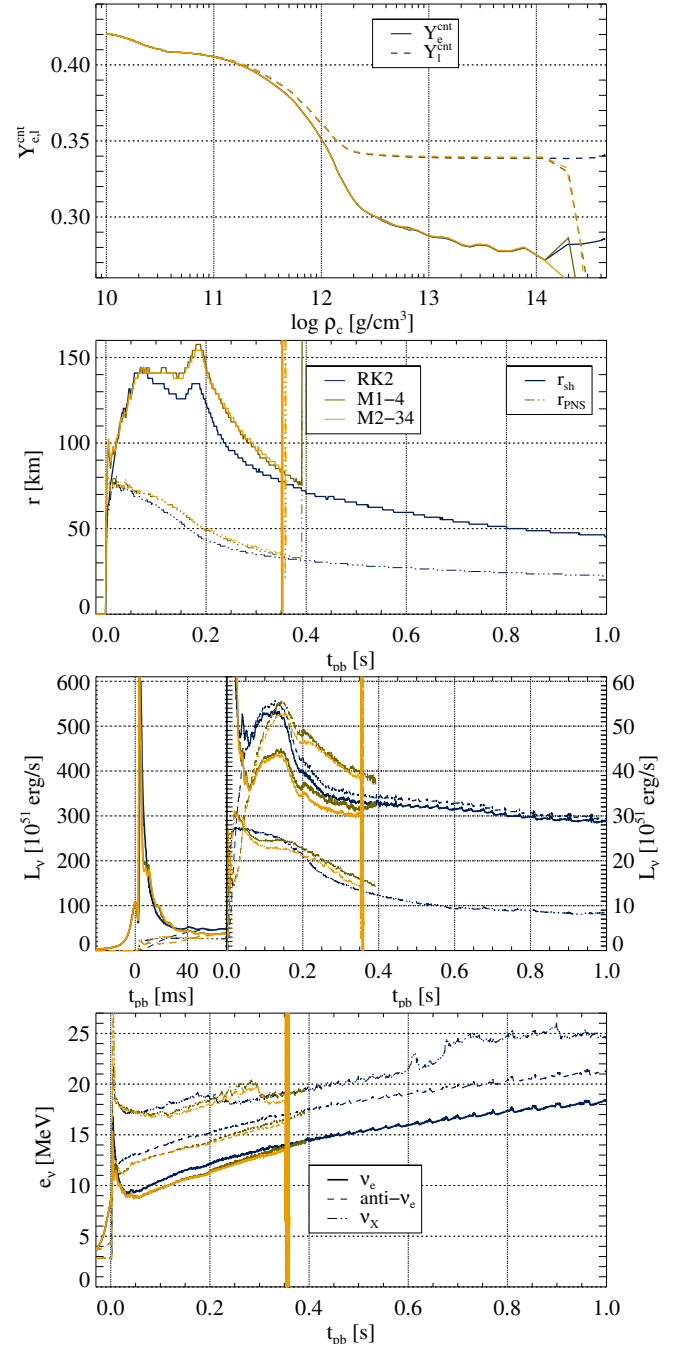 Y_e^cnt
Y_l^cnt
Y_e,l^cnt
0.40
0.35
0.30
10 11 12 13 14
log ρ_c [g/cm^3]
150
100
50
0
r [km]
RK2
M1−4
M2−34
r_sh
r_PNS
0.0 0.2 0.4 0.6 0.8 1.0
t_pb [s]
600
500
400
300
200
100
L_ν [10^51 erg/s]
60
50
40
30
20
10
0
L_ν [10^51 erg/s]
0 40 0.0 0.2 0.4 0.6 0.8 1.0
t_pb [ms] t_pb [s]
25
20
15
10
5
0
e_ν [MeV]
ν_e
anti−ν_e
ν_X
0.0 0.2 0.4 0.6 0.8 1.0
t_pb [s]